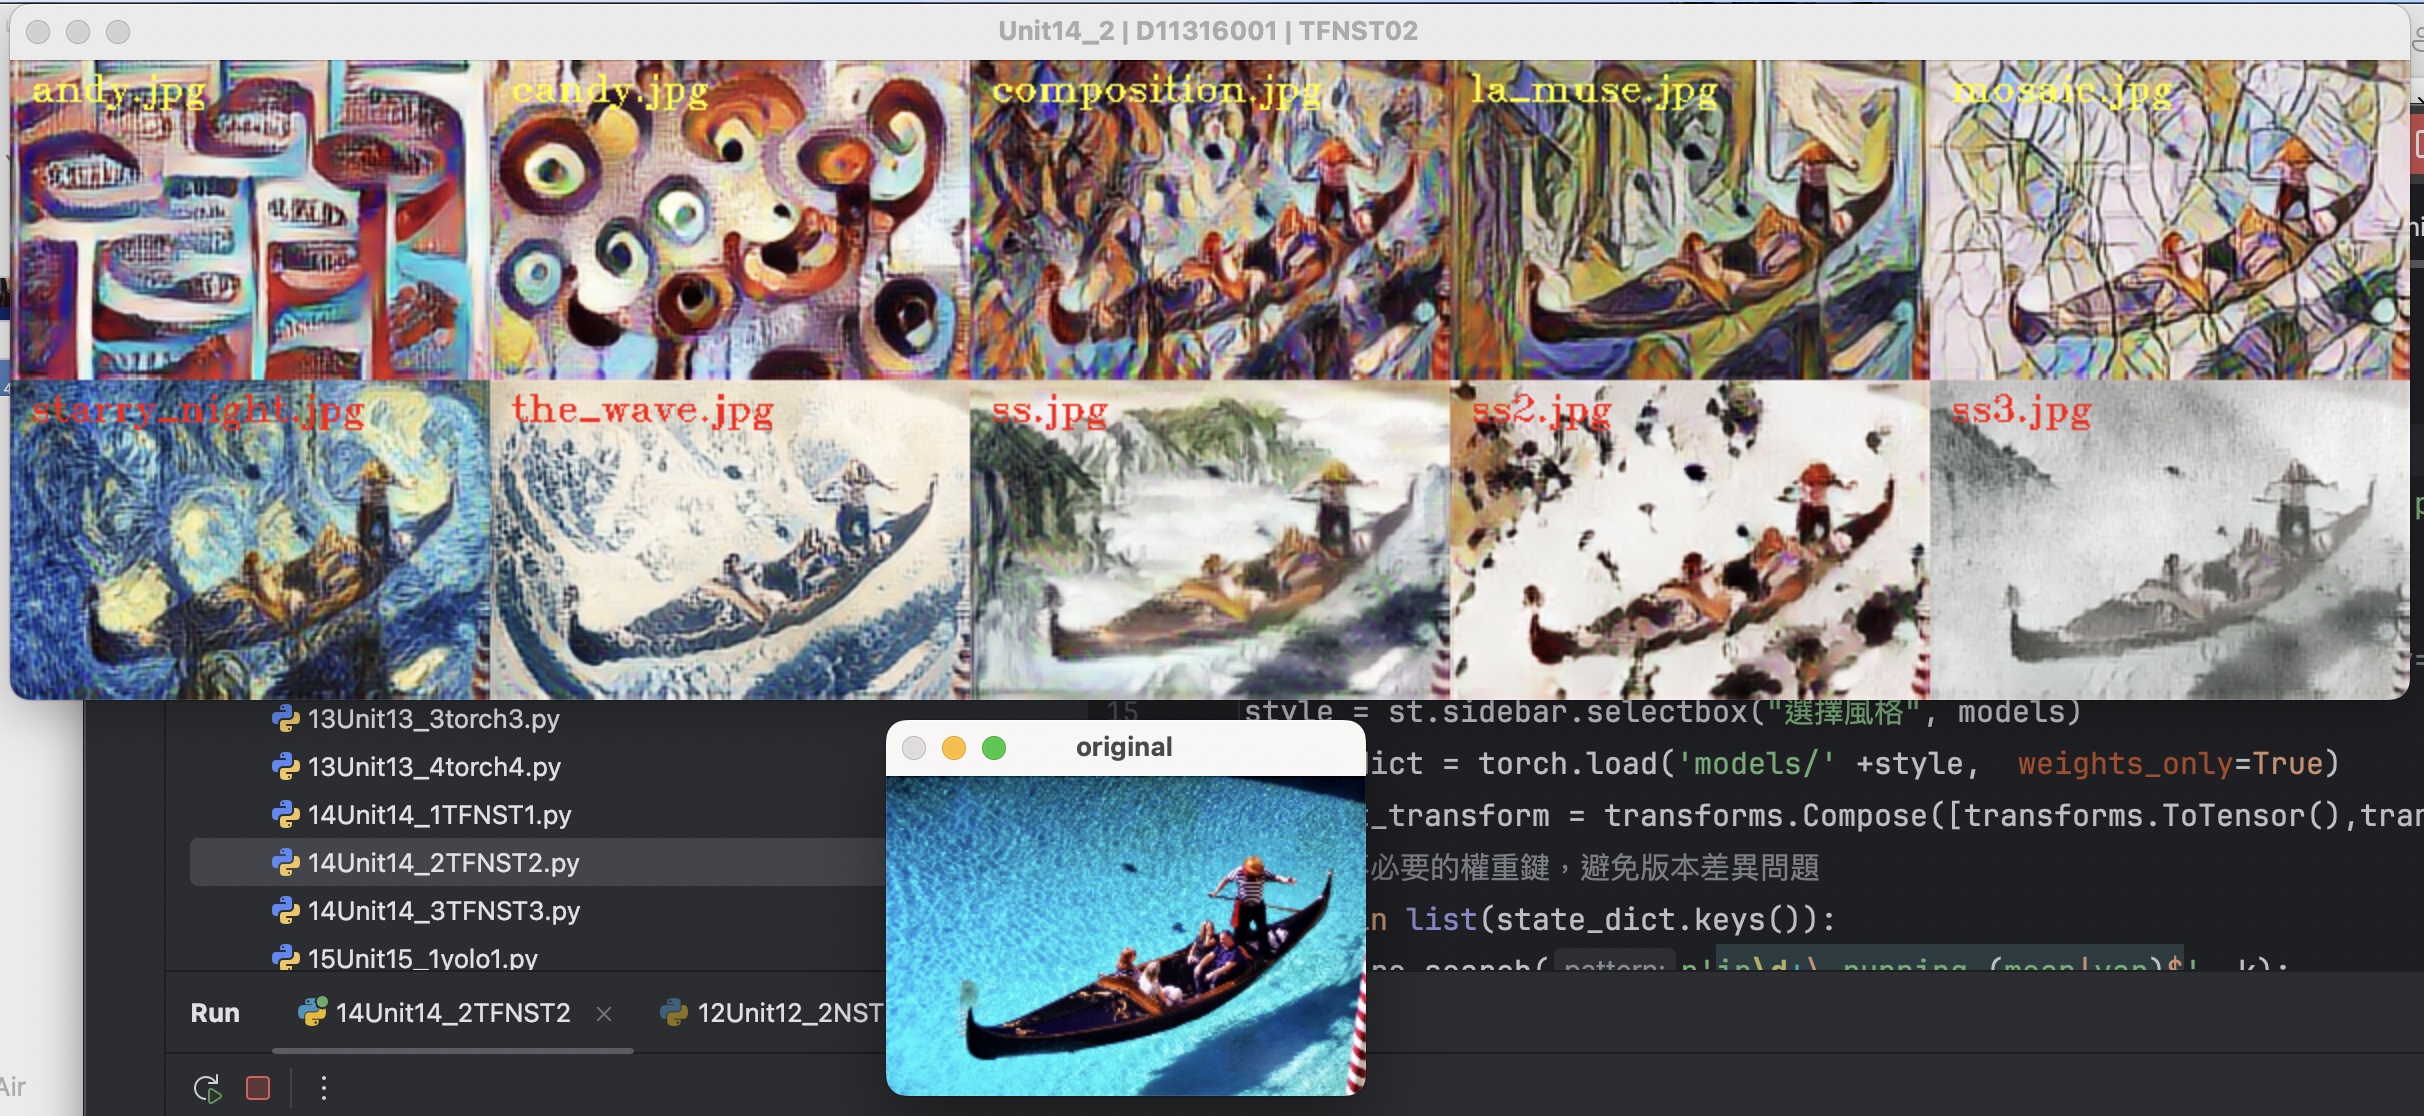 Unit14_2 | D11316001 | TFNST02
andy.jpg
candy.jpg
composition.jpg
la_muse.jpg
mosaic.jpg
starry_night.jpg
the_wave.jpg
ss.jpg
ss2.jpg
ss3.jpg
13Unit13_3torch3.py
13Unit13_4torch4.py
14Unit14_1TFNST1.py
14Unit14_2TFNST2.py
14Unit14_3TFNST3.py
15Unit15_1yolo1.py
original
15 style = st.sidebar.selectbox("選擇風格", models)
ict = torch.load('models/' +style, weights_only=True)
_transform = transforms.Compose([transforms.ToTensor(),
必要的權重鍵，避免版本差異問題
n list(state_dict.keys()):
Run 14Unit14_2TFNST2 12Unit12_2NST
Air